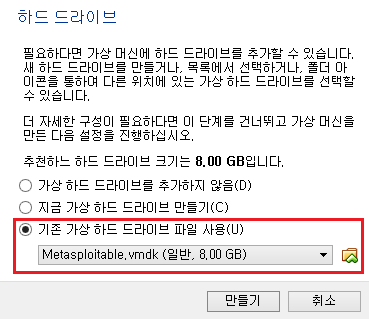 하드 드라이브
필요하다면 가상 머신에 하드 드라이브를 추가할 수 있습니다.
새 하드 드라이브를 만들거나, 목록에서 선택하거나, 폴더 아
이콘을 통하며 다른 위치에 있는 가상 하드 드라이브를 선택할
수 있습니다.
더 자세한 구성이 필요하다면 이 단계를 건너뛰고 가상 머신을
만든 다음 설정을 진행하십시오.
추천하느 하드 드라이브 크기는 8.00 GB입니다.
가상 하드 드라이브를 추가하지 않음(D)
지금 가상 하드 드라이브 만들기(C)
기존 가상 하드 드라이브 파일 사용(U)
Metasploitable.vmdk (일반, 8.00 GB)
만들기
취소